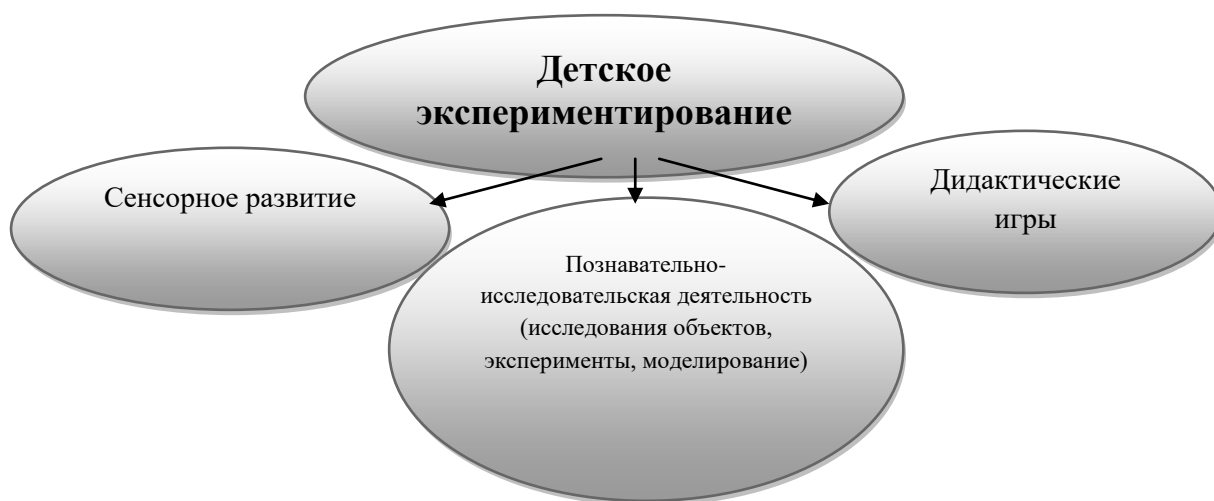 Детское
экспериментирование
Сенсорное развитие
Дидактические
игры
Познавательно-
исследовательская деятельность
(исследования объектов,
эксперименты, моделирование)